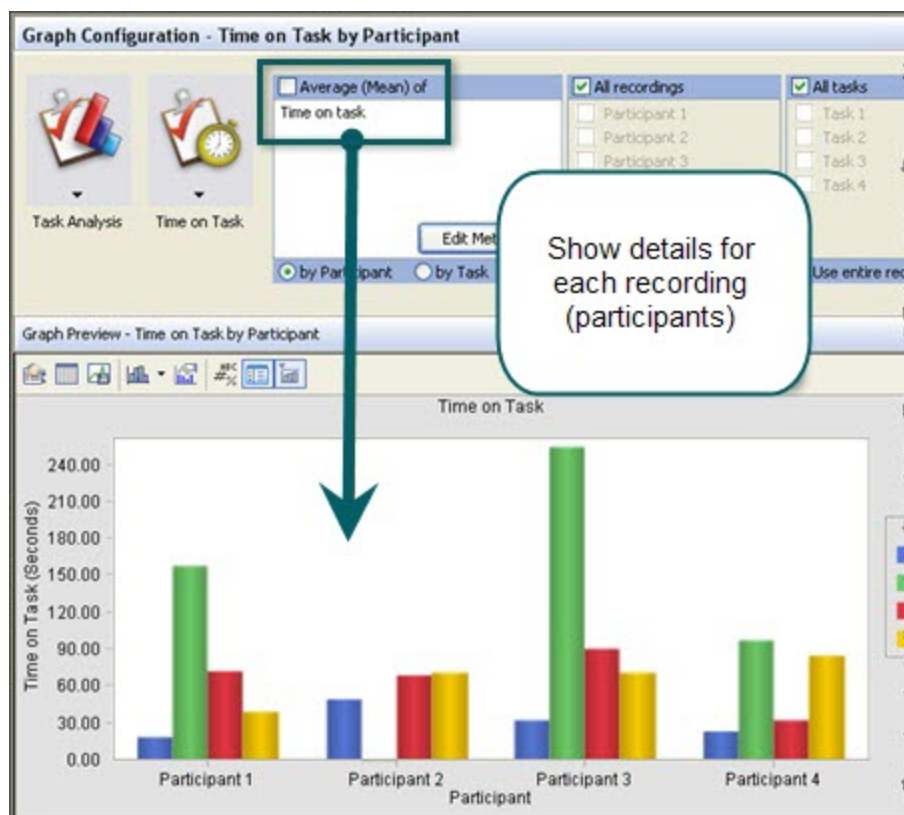 Graph Configuration - Time on Task by Participant
Average (Mean) of
All recordings
All tasks
Time on task
Participant 1
Task 1
Participant 2
Task 2
Participant 3
Task 3
Task 4
Task Analysis
Time on Task
Edit Met
by Participant
by Task
Use entire rec
Show details for
each recording
(participants)
Graph Preview - Time on Task by Participant
Time on Task
Time on Task (Seconds)
240.00
210.00
180.00
150.00
120.00
90.00
60.00
30.00
0.00
Participant 1
Participant 2
Participant 3
Participant 4
Participant